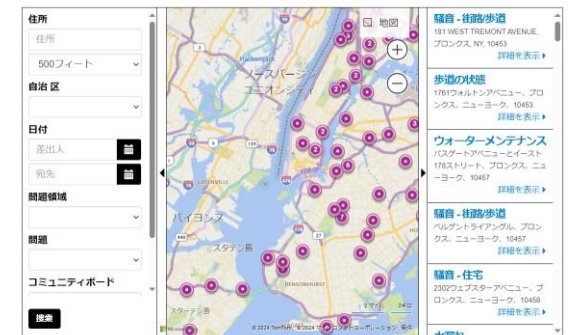 住所
住所
500フィート
自治区
日付
差出人
宛先
問題領域
問題
コミュニティボード
捜索
地図
ノースバージン
ユニオンシティ
バイヨンヌ
スタテン島
BENSONHURST
騒音 - 街路/歩道
181 WEST TREMONT AVENUE,
ブロンクス, NY, 10453
詳細を表示
歩道の状態
1761ウォルトンアベニュー、ブロ
ンクス、ニューヨーク、10453
詳細を表示
ウォーターメンテナンス
バスゲートアベニューとイースト
178ストリート、ブロンクス、ニュ
ーヨーク、10457
詳細を表示
騒音 - 街路/歩道
ベルゲントライアングル、ブロン
クス、ニューヨーク、10457
詳細を表示
騒音 - 住宅
2302ウェブスターアベニュー、ブ
ロンクス、ニューヨーク、10458
詳細を表示